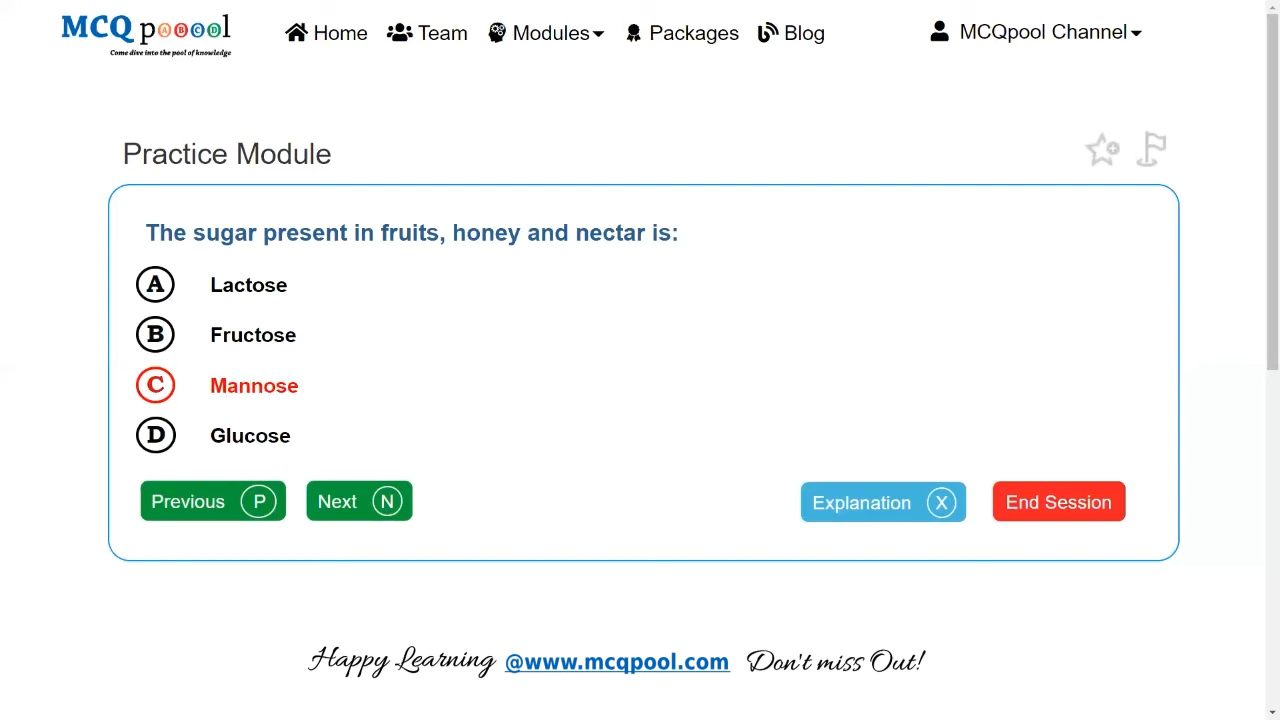 MCQ pooool
Come dive into the pool of knowledge
Home Team Modules Packages Blog MCQpool Channel
Practice Module
The sugar present in fruits, honey and nectar is:
A Lactose
B Fructose
C Mannose
D Glucose
Previous P Next N Explanation X End Session
Happy Learning @www.mcqpool.com Don't miss Out!